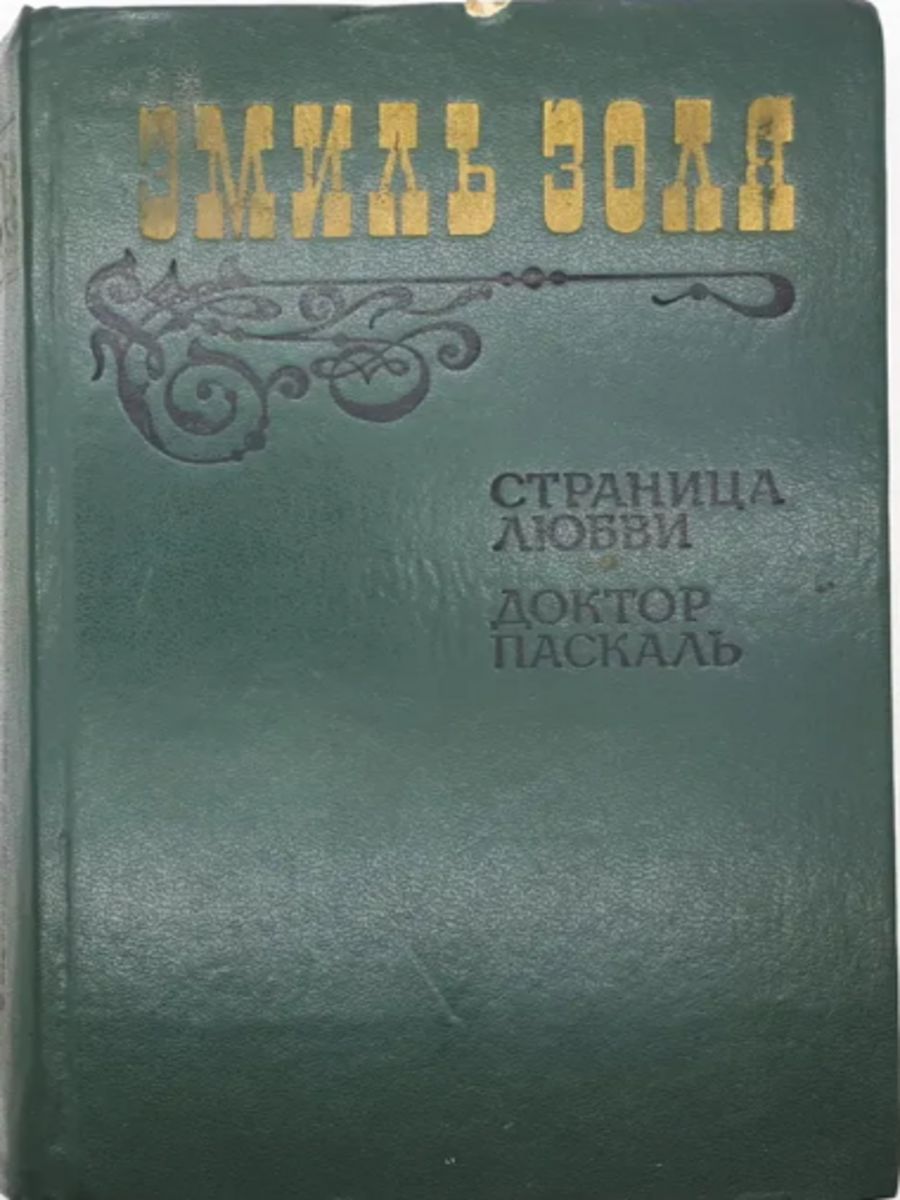 ЭМИЛЬ ЗОЛЯ
СТРАНИЦА
ЛЮБВИ
ДОКТОР
ПАСКАЛЬ